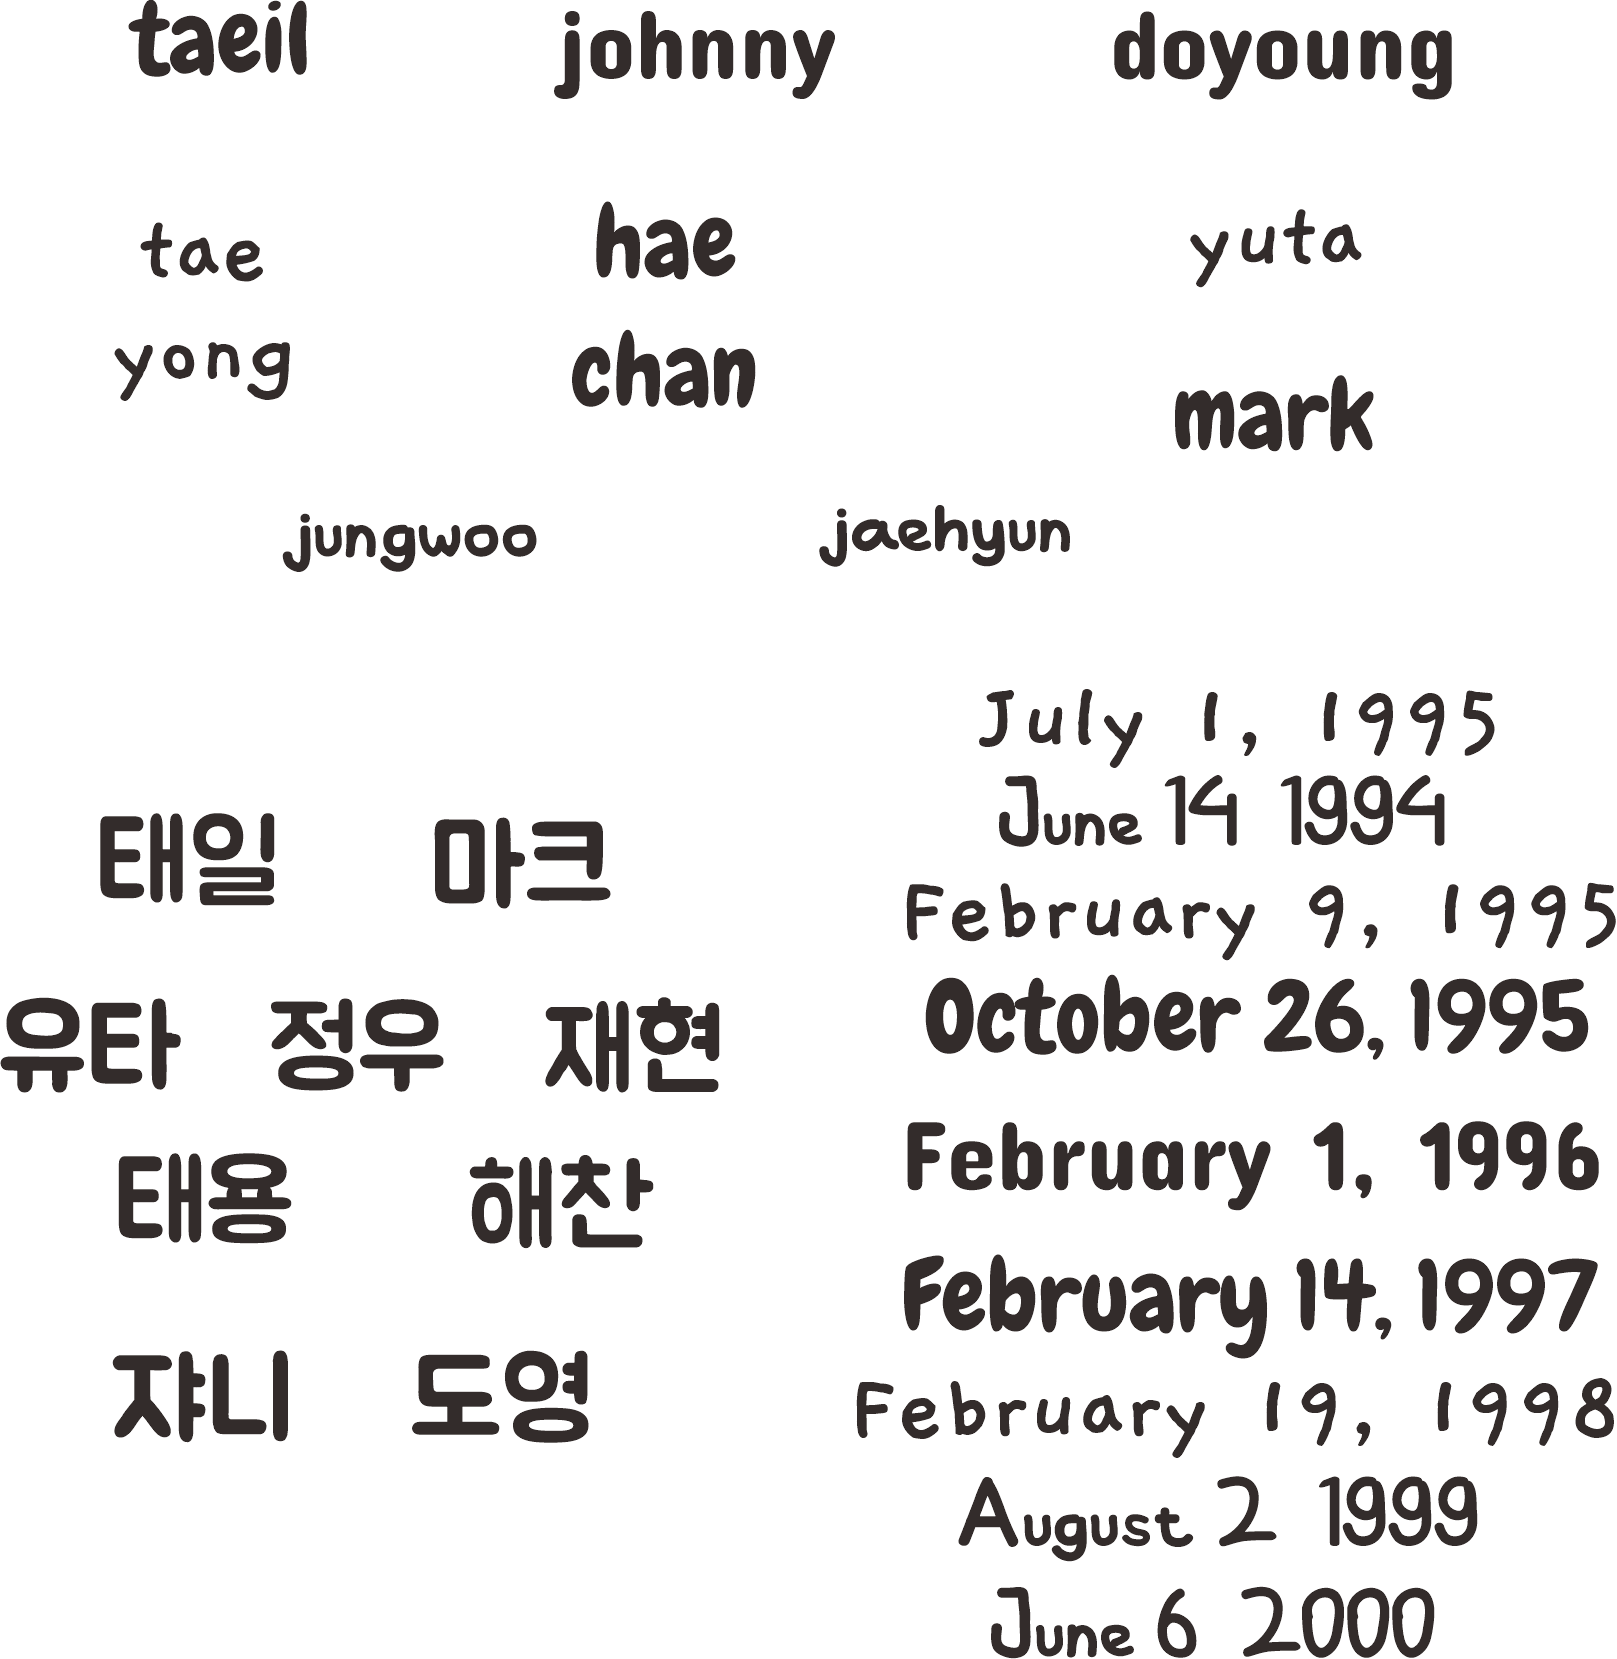 taeil johnny doyoung
tae
yong
hae
chan
yuta
mark
jungwoo jaehyun
태일 마크
유타 정우 재현
태용 해찬
쟈니 도영
July 1, 1995
June 14 1994
February 9, 1995
October 26, 1995
February 1, 1996
February 14, 1997
February 19, 1998
August 2 1999
June 6 2000